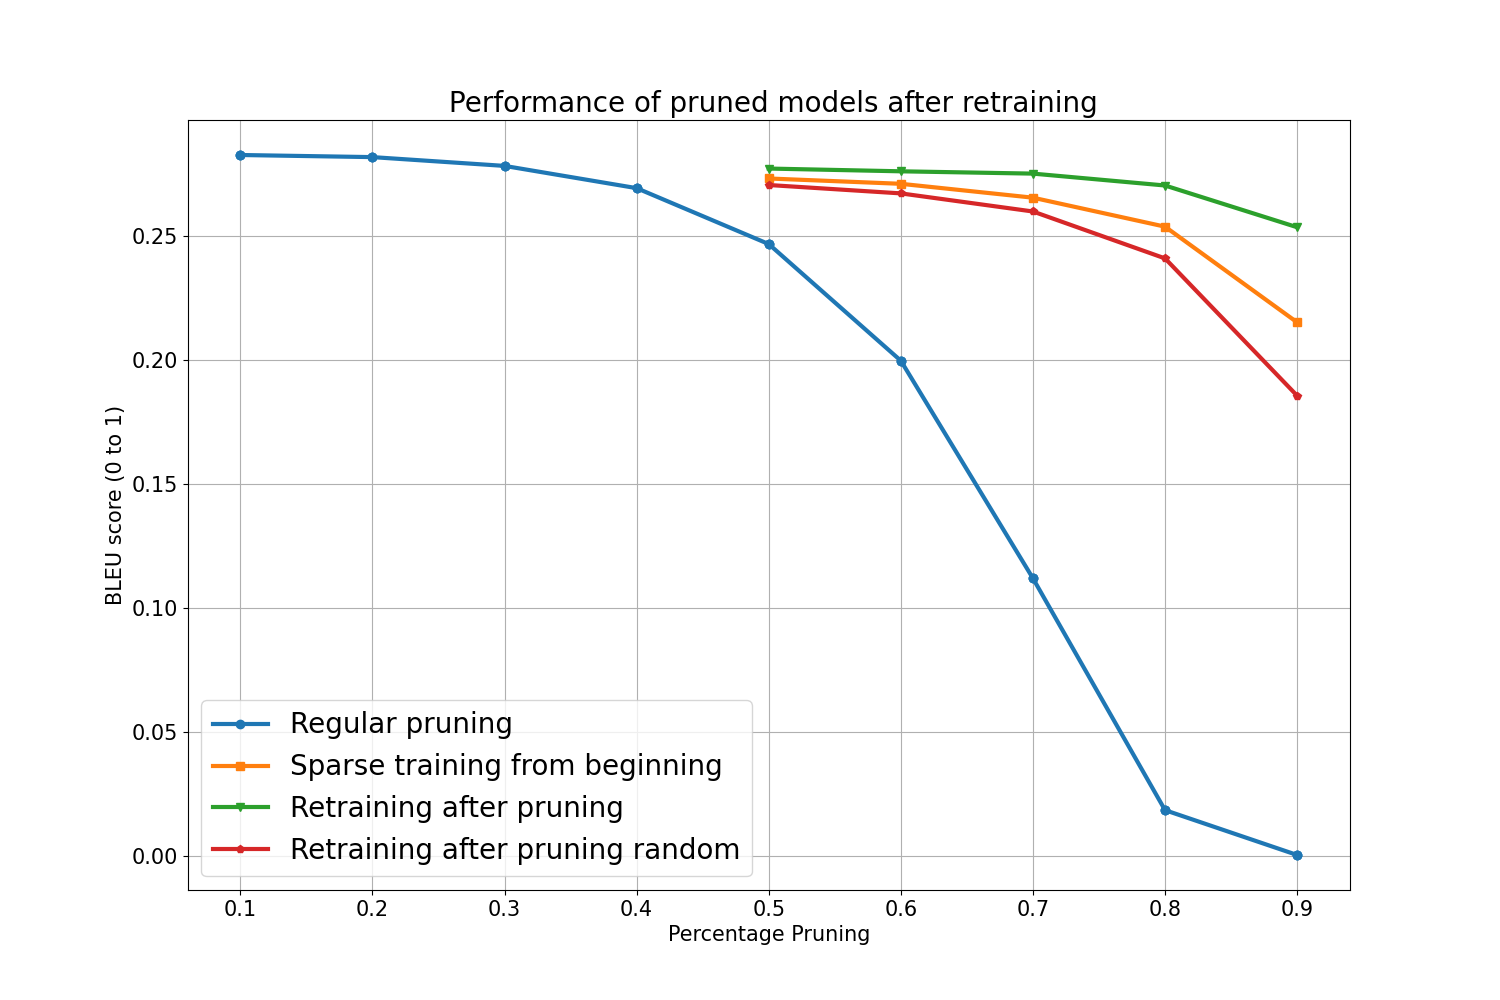 Performance of pruned models after retraining
BLEU score (0 to 1)
0.25
0.20
0.15
0.10
0.05
0.00
Regular pruning
Sparse training from beginning
Retraining after pruning
Retraining after pruning random
0.1 0.2 0.3 0.4 0.5 0.6 0.7 0.8 0.9
Percentage Pruning